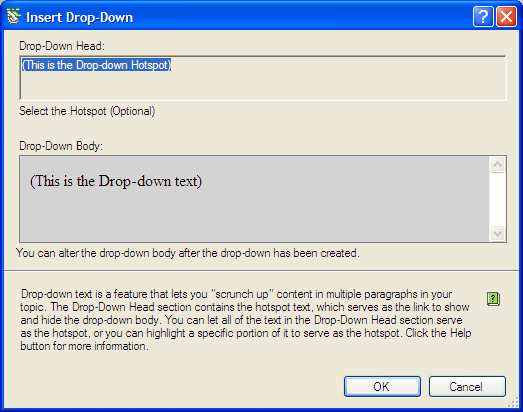 Insert Drop-Down
Drop-Down Head:
(This is the Drop-down Hotspot)
Select the Hotspot (Optional)
Drop-Down Body:
(This is the Drop-down text)
You can alter the drop-down body after the drop-down has been created.
Drop-down text is a feature that lets you "scrunch up" content in multiple paragraphs in your
topic. The Drop-Down Head section contains the hotspot text, which serves as the link to show
and hide the drop-down body. You can let all of the text in the Drop-Down Head section serve
as the hotspot, or you can highlight a specific portion of it to serve as the hotspot. Click the Help
button for more information.
OK
Cancel